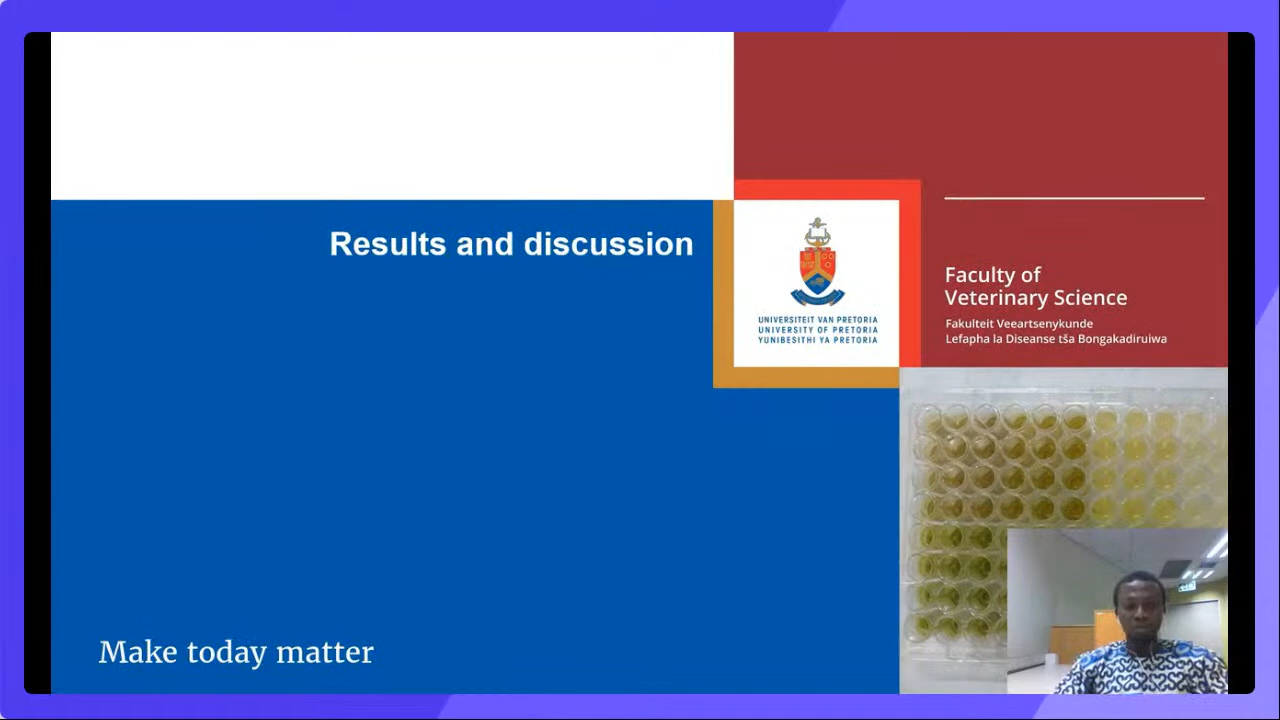 Results and discussion
UNIVERSITEIT VAN PRETORIA
UNIVERSITY OF PRETORIA
YUNIBESITHI YA PRETORIA
Faculty of
Veterinary Science
Fakulteit Veeartsenykunde
Lefapha la Diseanse tša Bongakadiruiwa
Make today matter